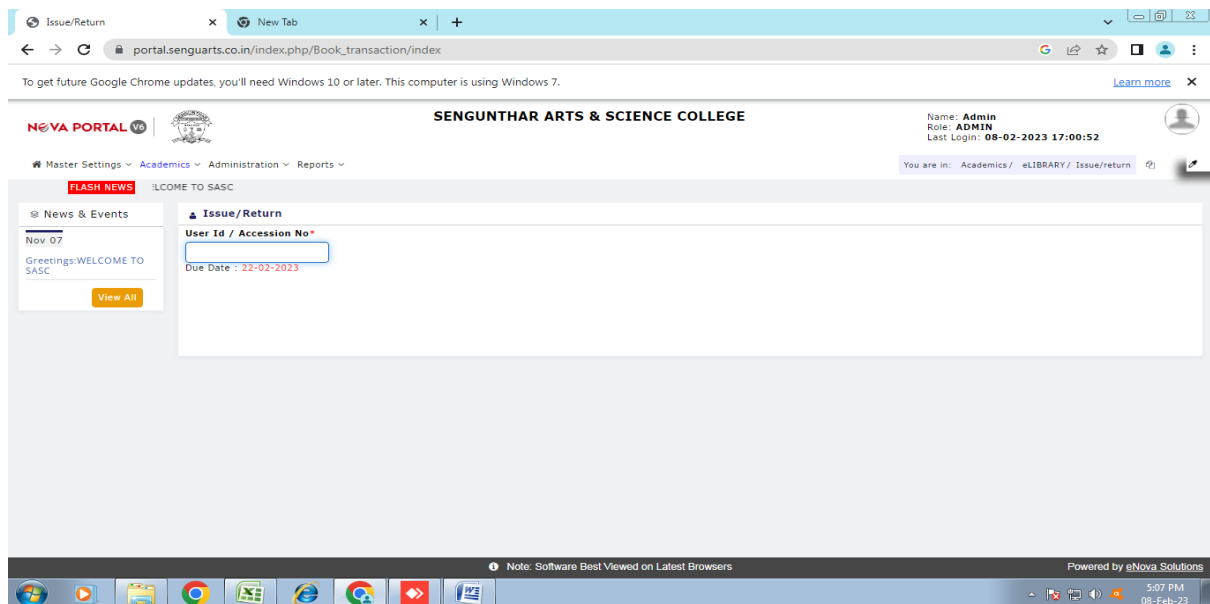 Issue/Return
New Tab
portal.senguarts.co.in/index.php/Book_transaction/index
To get future Google Chrome updates, you'll need Windows 10 or later. This computer is using Windows 7.
Learn more
NOVA PORTAL V6
SENGUNTHAR ARTS & SCIENCE COLLEGE
Name: Admin
Role: ADMIN
Last Login: 08-02-2023 17:00:52
Master Settings Academics Administration Reports
You are in: Academics / eLIBRARY / Issue/return
FLASH NEWS ELCOME TO SASC
News & Events
Nov 07
Greetings:WELCOME TO
SASC
View All
Issue/Return
User Id / Accession No*
Due Date : 22-02-2023
Note: Software Best Viewed on Latest Browsers
Powered by eNova Solutions
5:07 PM
08-Feb-23